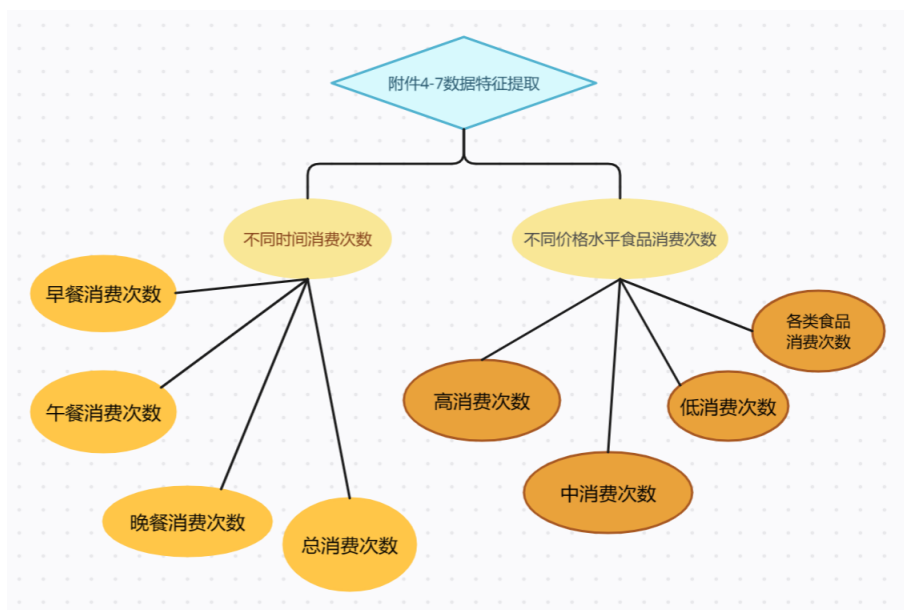 附件4-7数据特征提取
不同时间消费次数
不同价格水平食品消费次数
早餐消费次数
午餐消费次数
晚餐消费次数
总消费次数
高消费次数
中消费次数
低消费次数
各类食品
消费次数